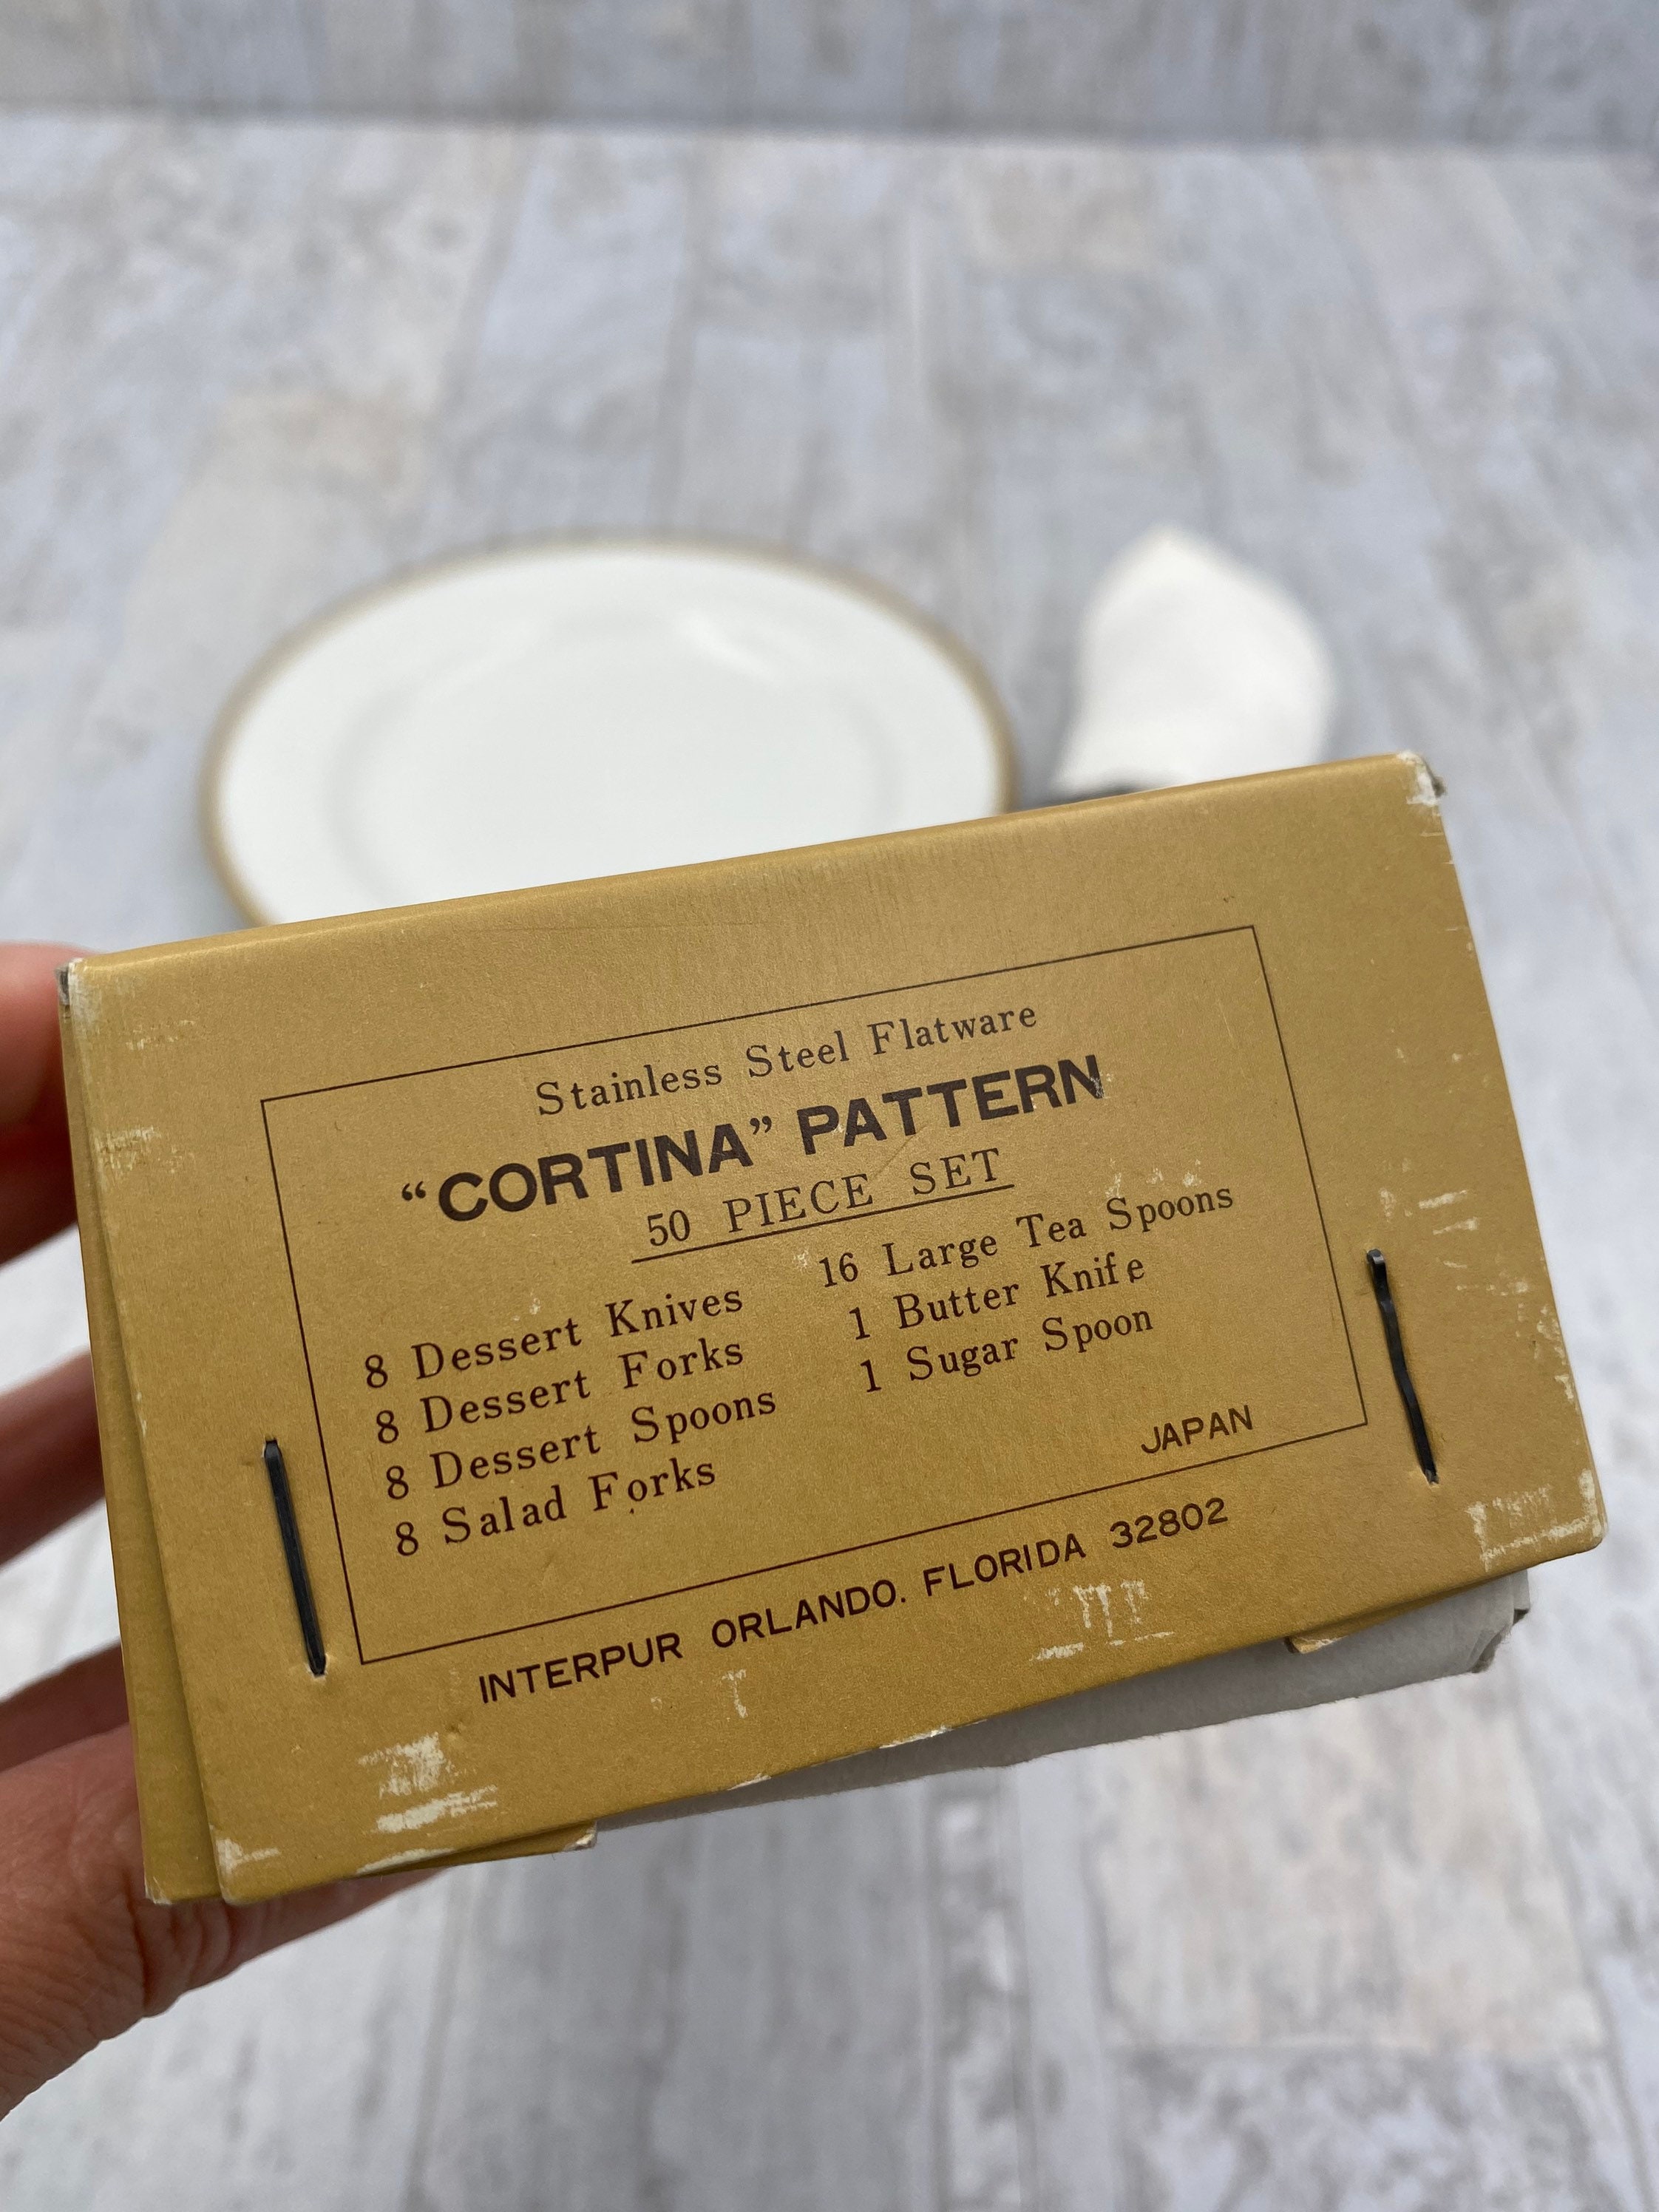 Stainless Steel Flatware
“CORTINA” PATTERN
50 PIECE SET
8 Dessert Knives
8 Dessert Forks
8 Dessert Spoons
8 Salad Forks
16 Large Tea Spoons
1 Butter Knife
1 Sugar Spoon
JAPAN
INTERPUR ORLANDO. FLORIDA 32802